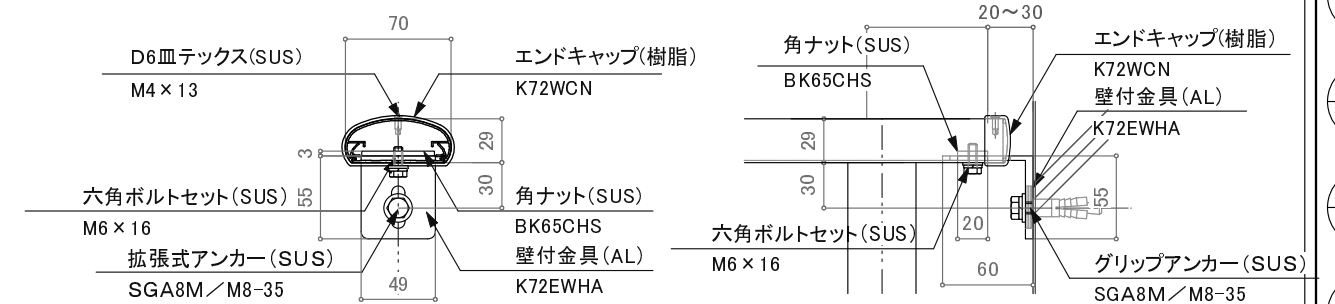 70
D6皿テックス(SUS)
M4×13
エンドキャップ(樹脂)
K72WCN
29
3
30
55
六角ボルトセット(SUS)
M6×16
角ナット(SUS)
BK65CHS
拡張式アンカー(SUS)
SGA8M/M8-35
49
壁付金具(AL)
K72EWHA
20~30
角ナット(SUS)
BK65CHS
エンドキャップ(樹脂)
K72WCN
壁付金具(AL)
K72EWHA
29
30
55
20
六角ボルトセット(SUS)
M6×16
60
グリップアンカー(SUS)
SGA8M/M8-35